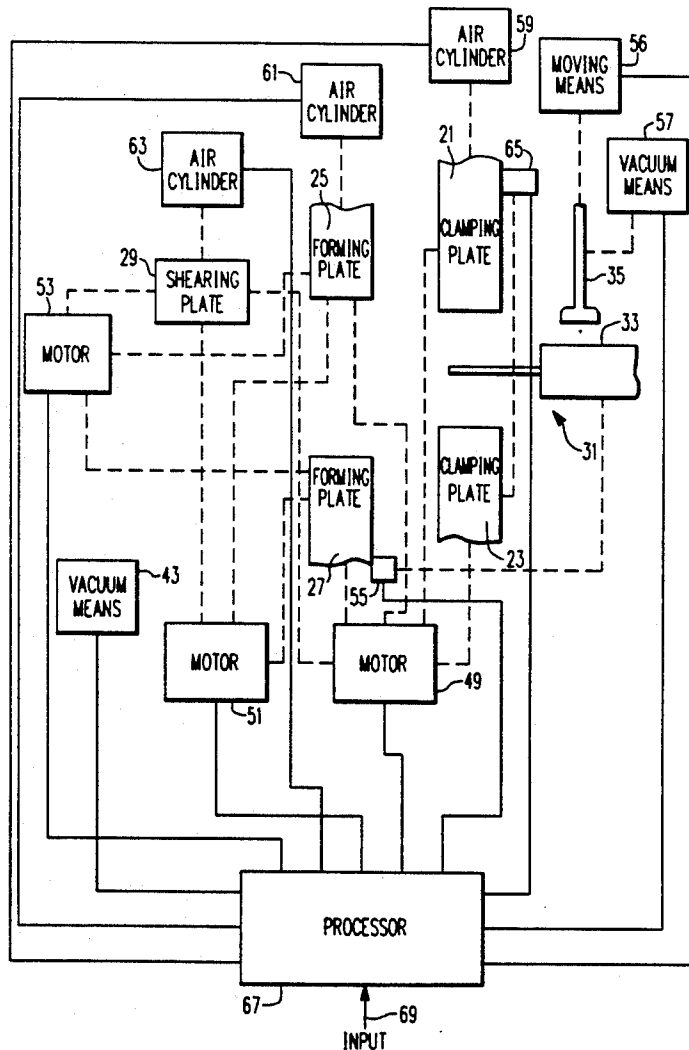 AIR
CYLINDER
59
56
MOVING
MEANS
61
AIR
CYLINDER
57
VACUUM
MEANS
63
AIR
CYLINDER
21
65
CLAMPING
PLATE
25
FORMING
PLATE
29
SHEARING
PLATE
35
53
MOTOR
33
31
FORMING
PLATE
CLAMPING
PLATE
23
27
55
43
VACUUM
MEANS
MOTOR
51
MOTOR
49
PROCESSOR
67
69
INPUT